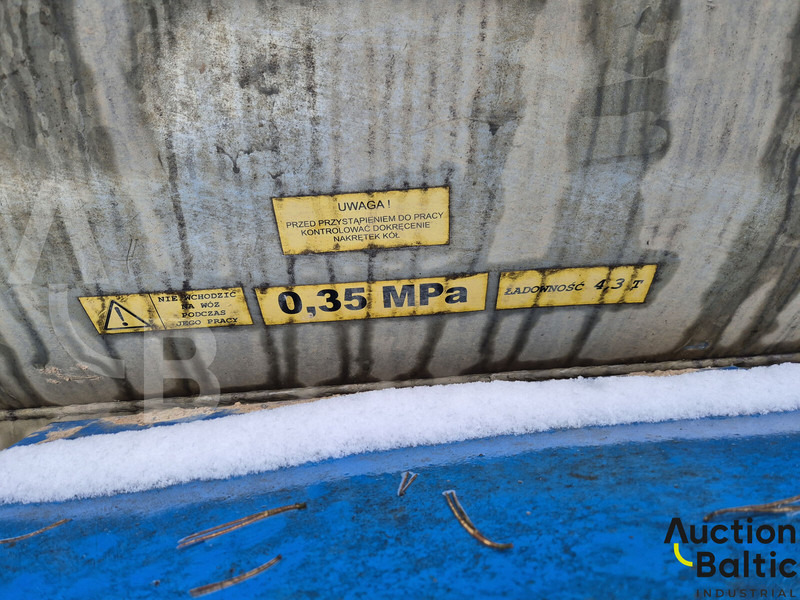 UWAGA !
PRZED PRZYSTĄPIENIEM DO PRACY
KONTROLOWAĆ DOKRĘCENIE
NAKRĘTEK KÓŁ
NIE WCHODZIĆ
NA WÓZ
PODCZAS
JEGO PRACY
0,35 MPa
ŁADOWNOŚĆ 4,3 T
Auction
Baltic
INDUSTRIAL